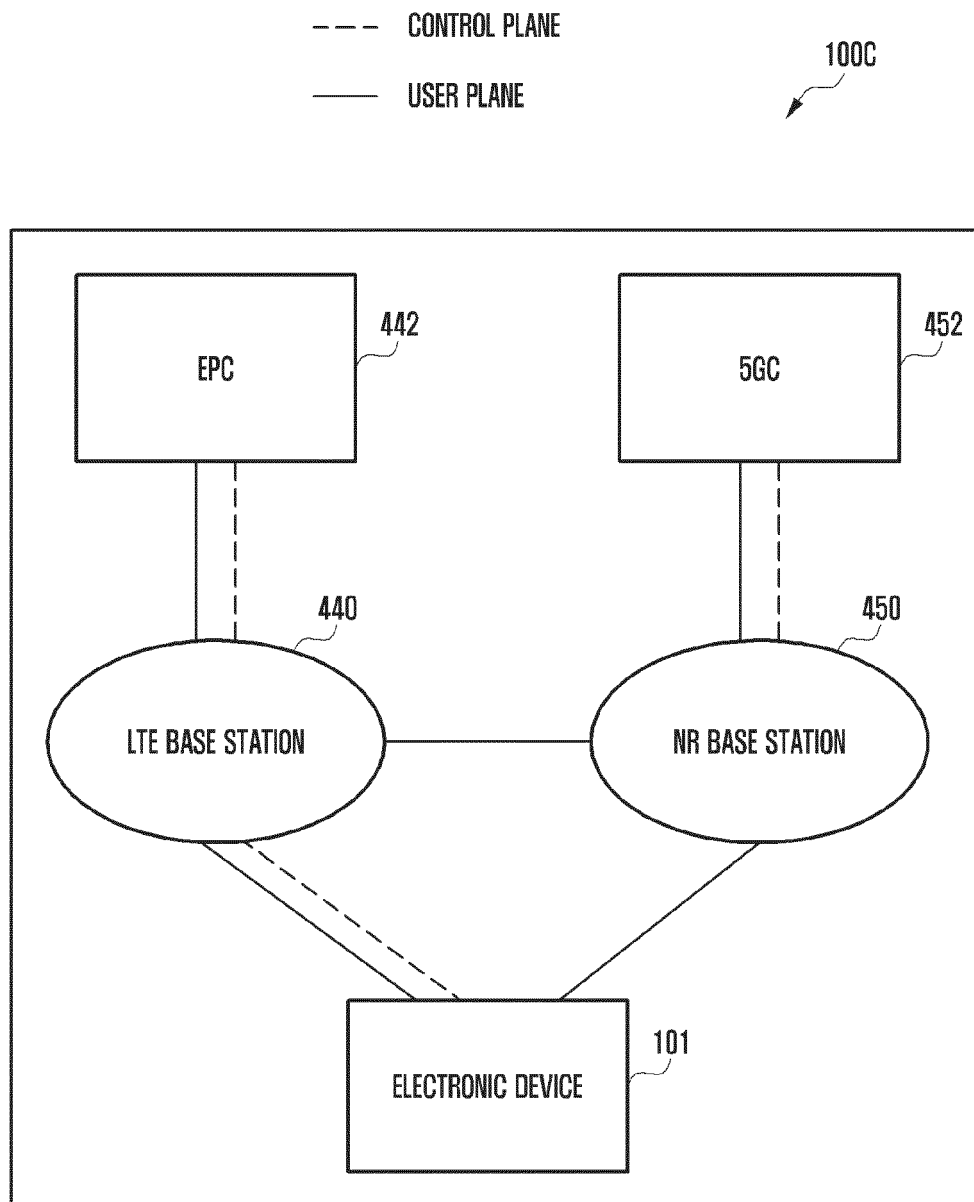 CONTROL PLANE
USER PLANE
100C
EPC
442
5GC
452
LTE BASE STATION
440
NR BASE STATION
450
ELECTRONIC DEVICE
101